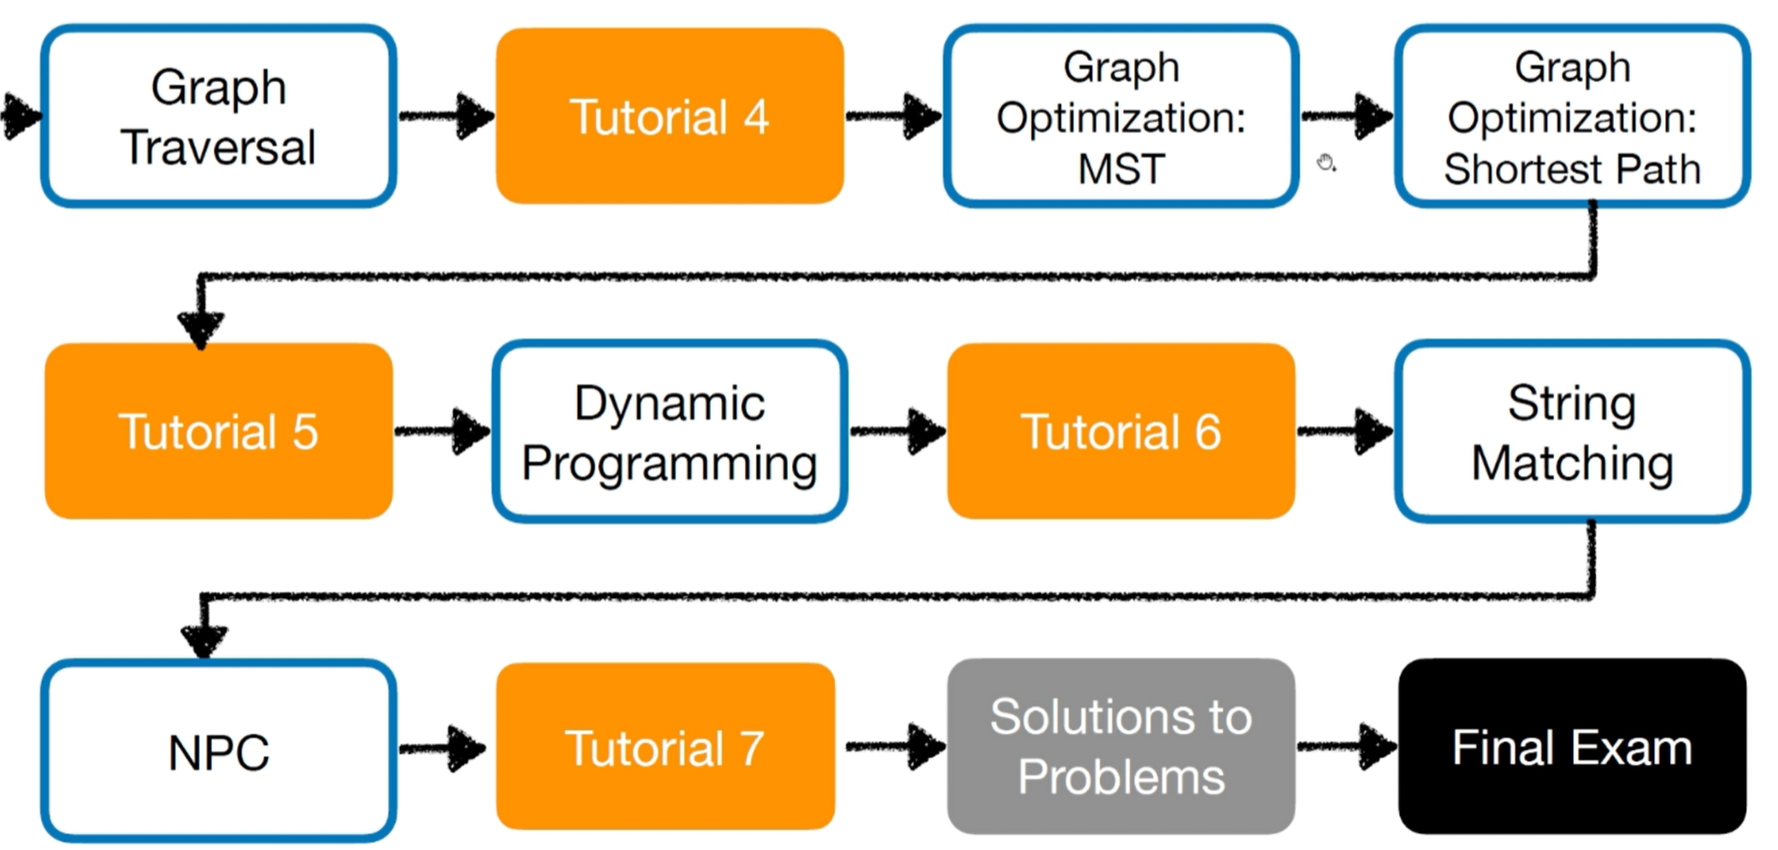 Graph
Traversal
Tutorial 4
Graph
Optimization:
MST
Graph
Optimization:
Shortest Path
Tutorial 5
Dynamic
Programming
Tutorial 6
String
Matching
NPC
Tutorial 7
Solutions to
Problems
Final Exam